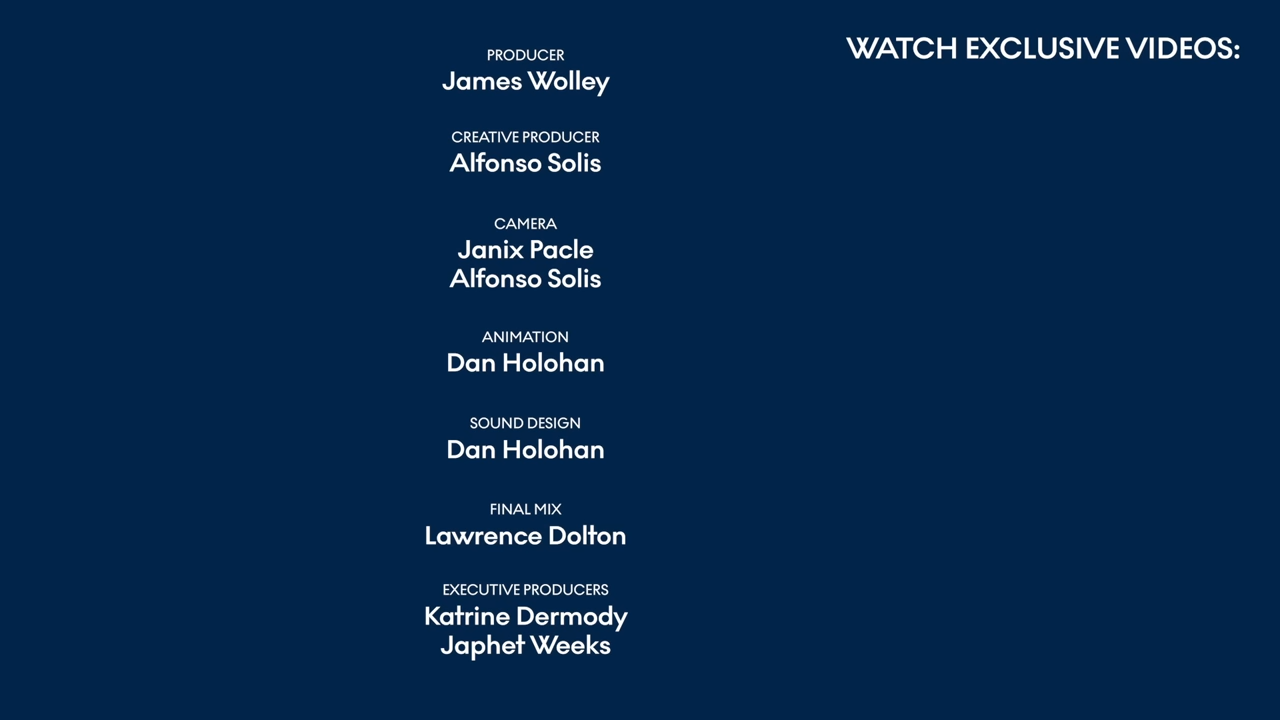 PRODUCER
James Wolley
CREATIVE PRODUCER
Alfonso Solis
CAMERA
Janix Pacle
Alfonso Solis
ANIMATION
Dan Holohan
SOUND DESIGN
Dan Holohan
FINAL MIX
Lawrence Dolton
EXECUTIVE PRODUCERS
Katrine Dermody
Japhet Weeks
WATCH EXCLUSIVE VIDEOS: